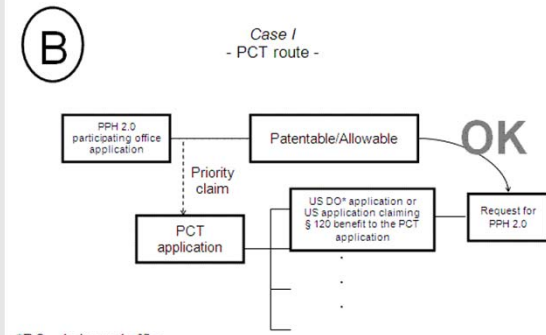 B
Case I
- PCT route -
PPH 2.0
participating office
application
Patentable/Allowable
OK
Priority
claim
US DO* application or
US application claiming
§ 120 benefit to the PCT
application
Request for
PPH 2.0
PCT
application